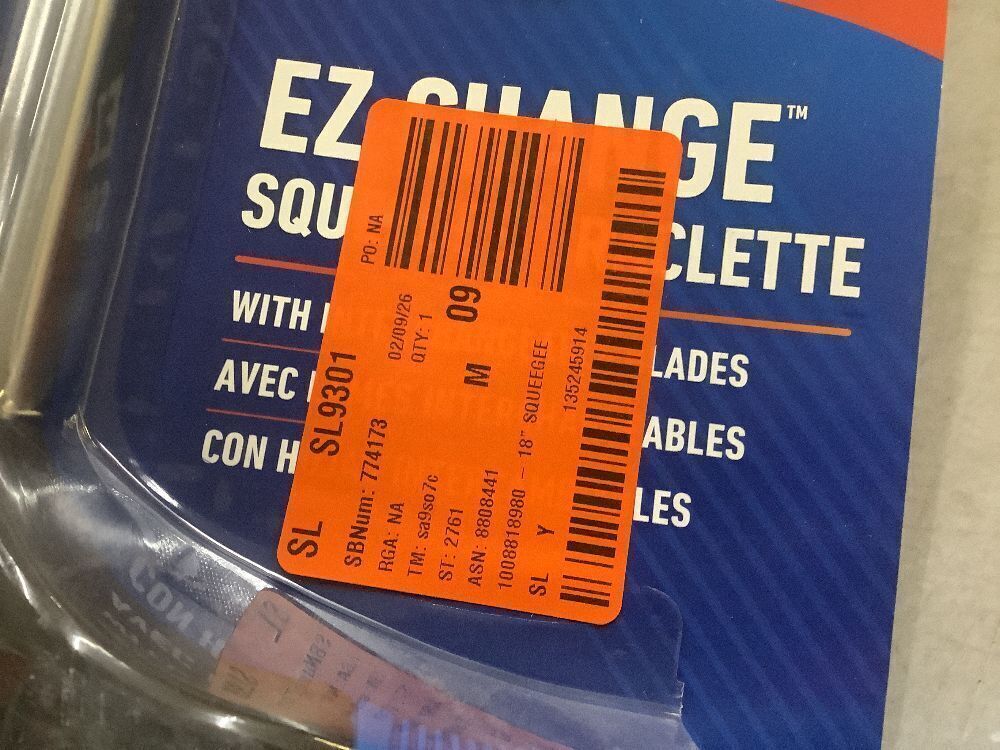 EZ CHANGE™
SQU CLETTE
WITH LADES
AVEC ABLES
CON H LES
PO: NA
02/09/26
QTY: 1
09
M
SL SL9301
SBNum: 774173
RGA: NA
TM: sa9so7c
ST: 2761
ASN: 8808441
1008818980 - 18" SQUEEGEE
SL Y
135245914